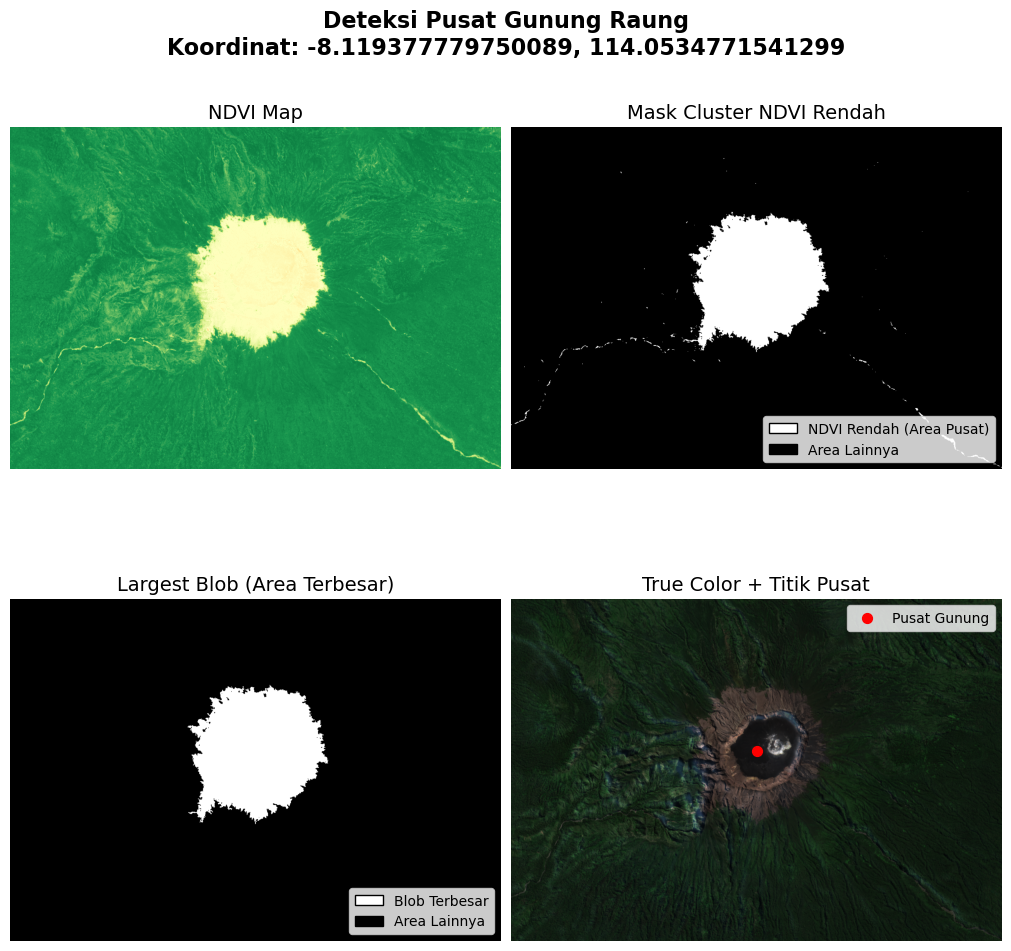 Deteksi Pusat Gunung Raung
Koordinat: -8.119377779750089, 114.0534771541299
NDVI Map
Mask Cluster NDVI Rendah
NDVI Rendah (Area Pusat)
Area Lainnya
Largest Blob (Area Terbesar)
Blob Terbesar
Area Lainnya
True Color + Titik Pusat
Pusat Gunung